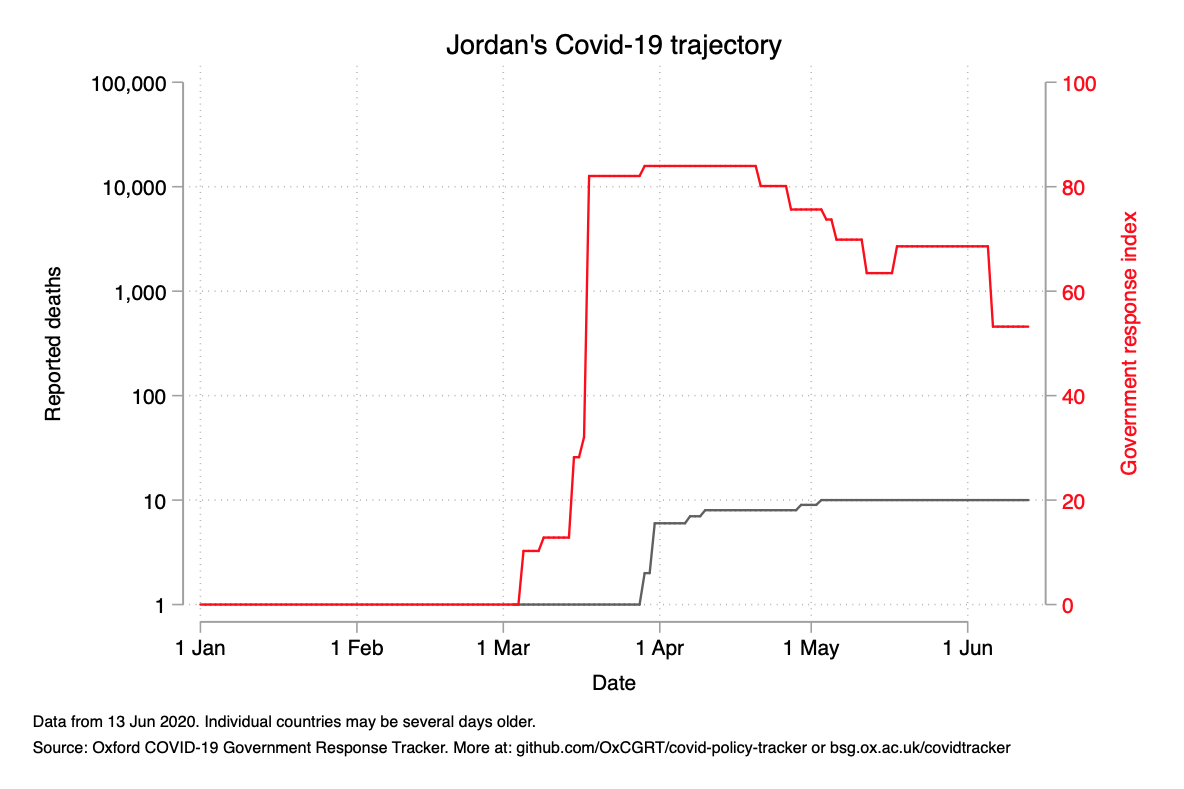 Jordan's Covid-19 trajectory
100,000
10,000
1,000
100
10
1
Reported deaths
100
80
60
40
20
0
Government response index
1 Jan
1 Feb
1 Mar
1 Apr
1 May
1 Jun
Date
Data from 13 Jun 2020. Individual countries may be several days older.
Source: Oxford COVID-19 Government Response Tracker. More at: github.com/OxCGRT/covid-policy-tracker or bsg.ox.ac.uk/covidtracker